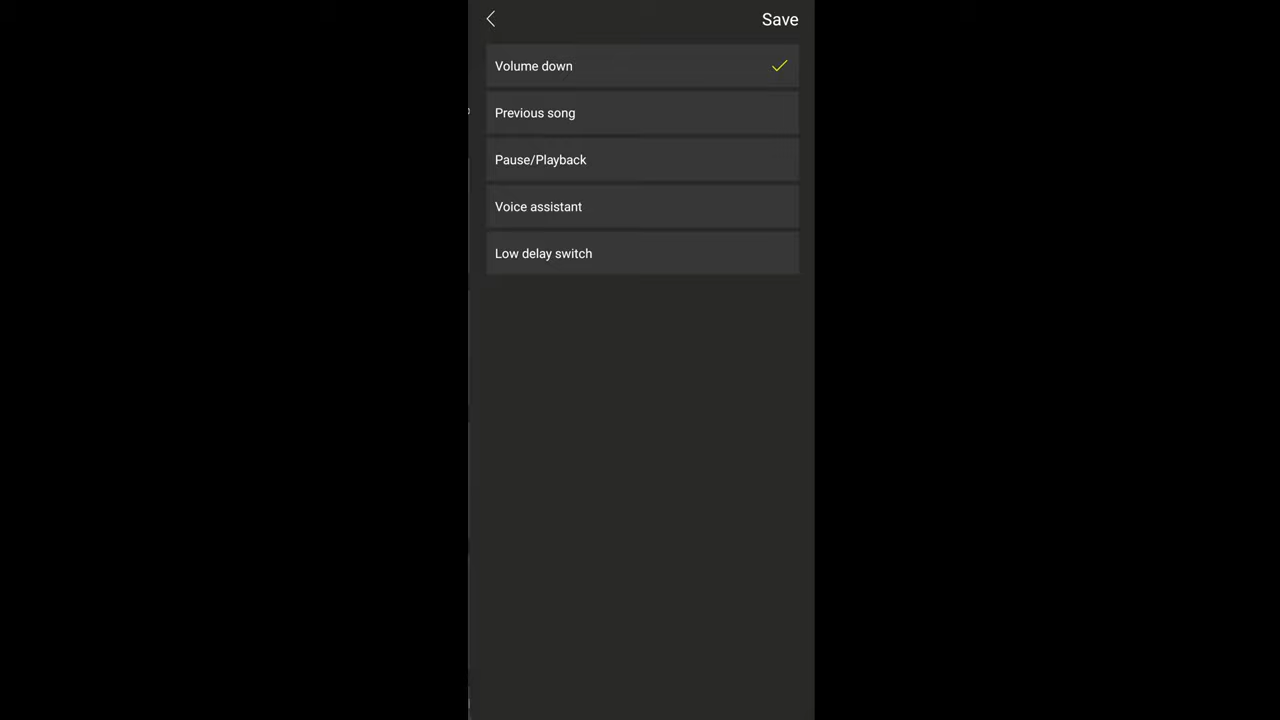 Save
Volume down
Previous song
Pause/Playback
Voice assistant
Low delay switch